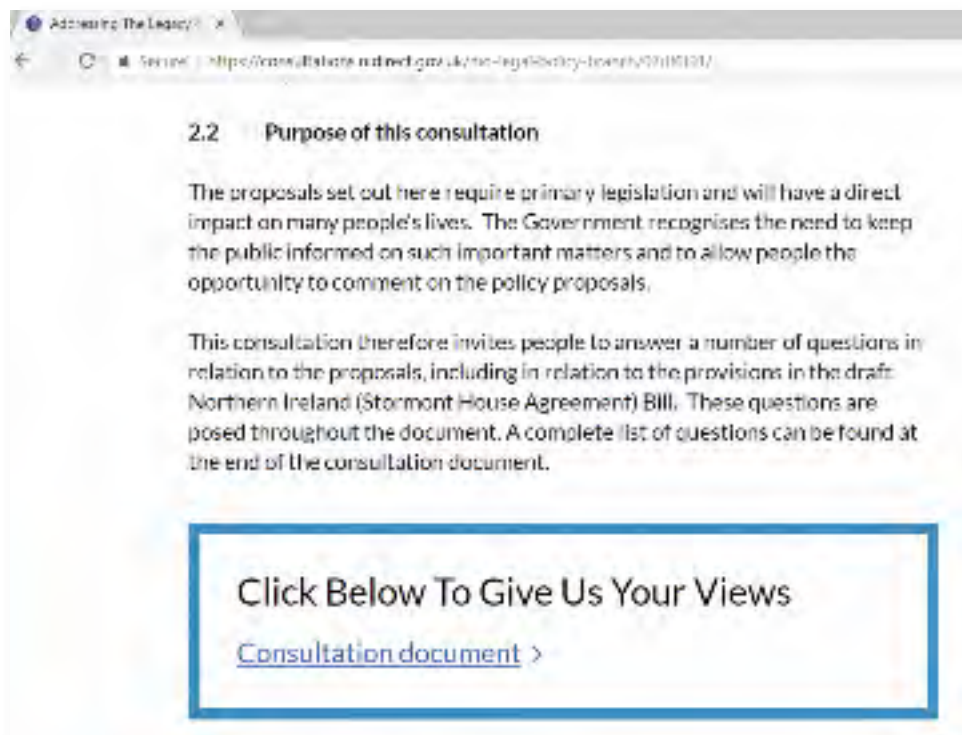 Addressing The Legacy
Secure https://consultations.nidirect.gov.uk/
2.2 Purpose of this consultation
The proposals set out here require primary legislation and will have a direct
impact on many people's lives. The Government recognises the need to keep
the public informed on such important matters and to allow people the
opportunity to comment on the policy proposals.
This consultation therefore invites people to answer a number of questions in
relation to the proposals, including in relation to the provisions in the draft
Northern Ireland (Stormont House Agreement) Bill. These questions are
posed throughout the document. A complete list of questions can be found at
the end of the consultation document.
Click Below To Give Us Your Views
Consultation document >